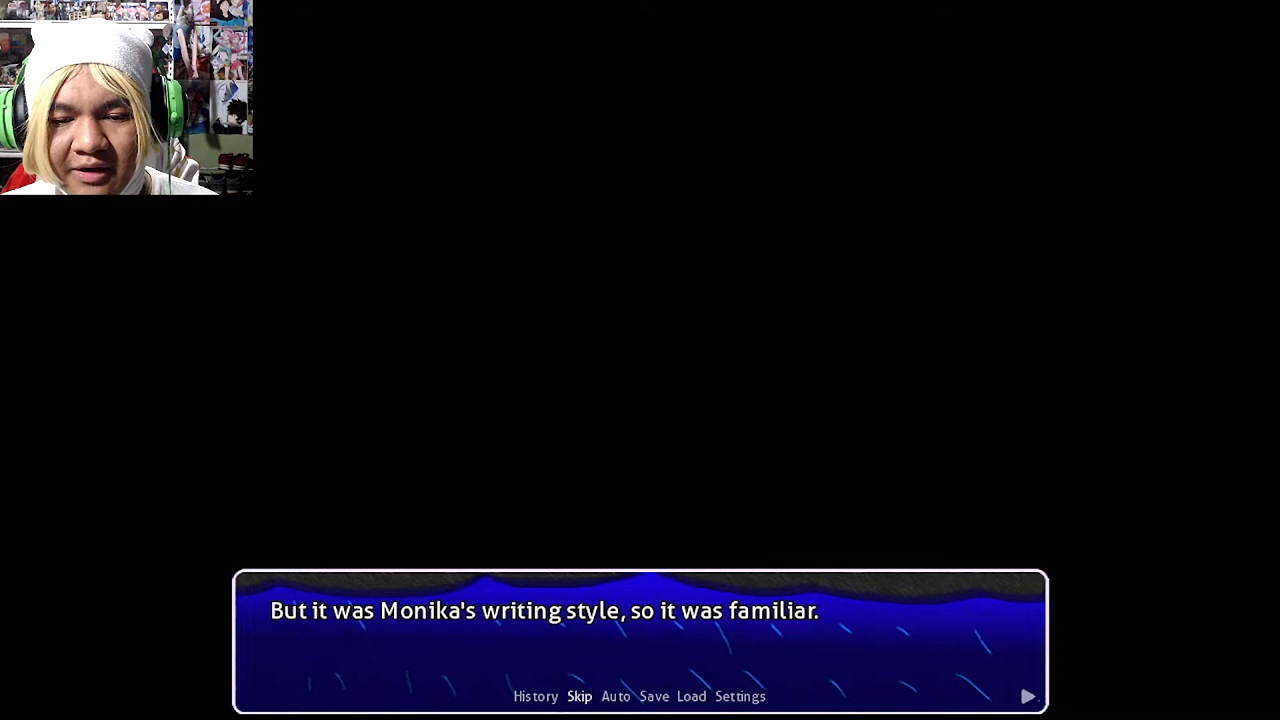 But it was Monika's writing style, so it was familiar.
History Skip Auto Save Load Settings